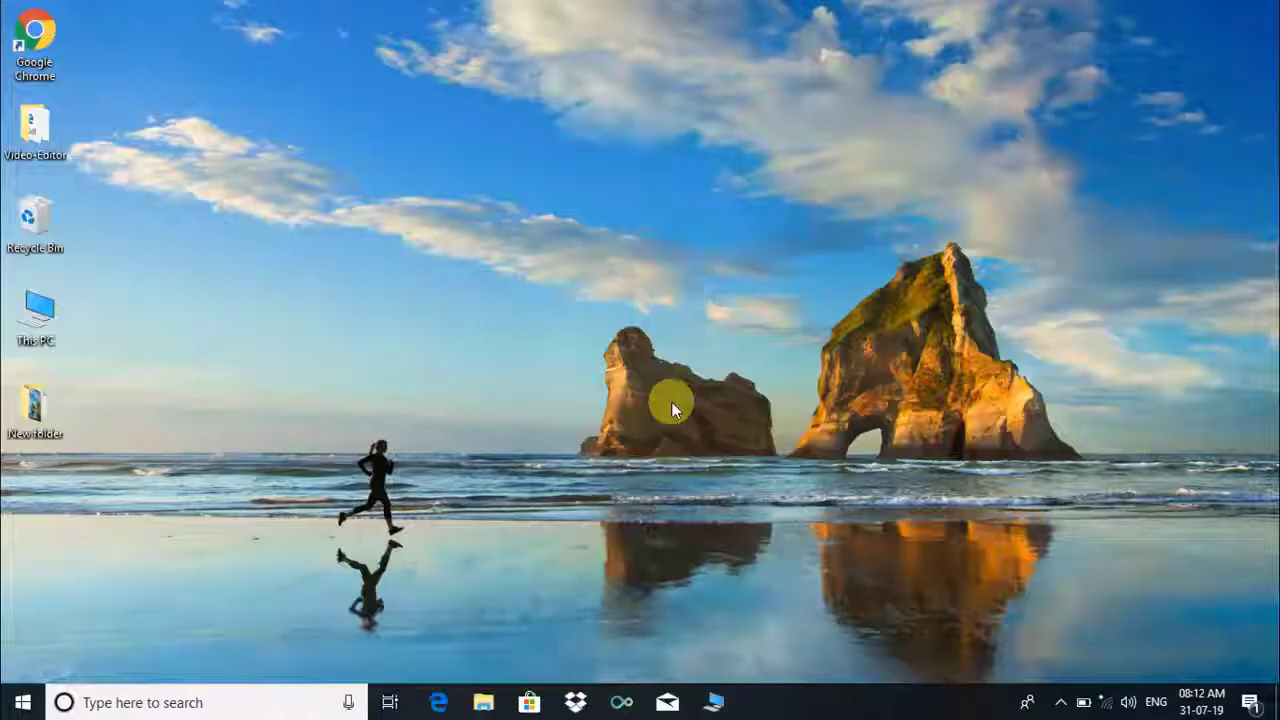 Google
Chrome
Video-Editor
Recycle Bin
This PC
New folder
Type here to search
ENG
08:12 AM
31-07-19
1